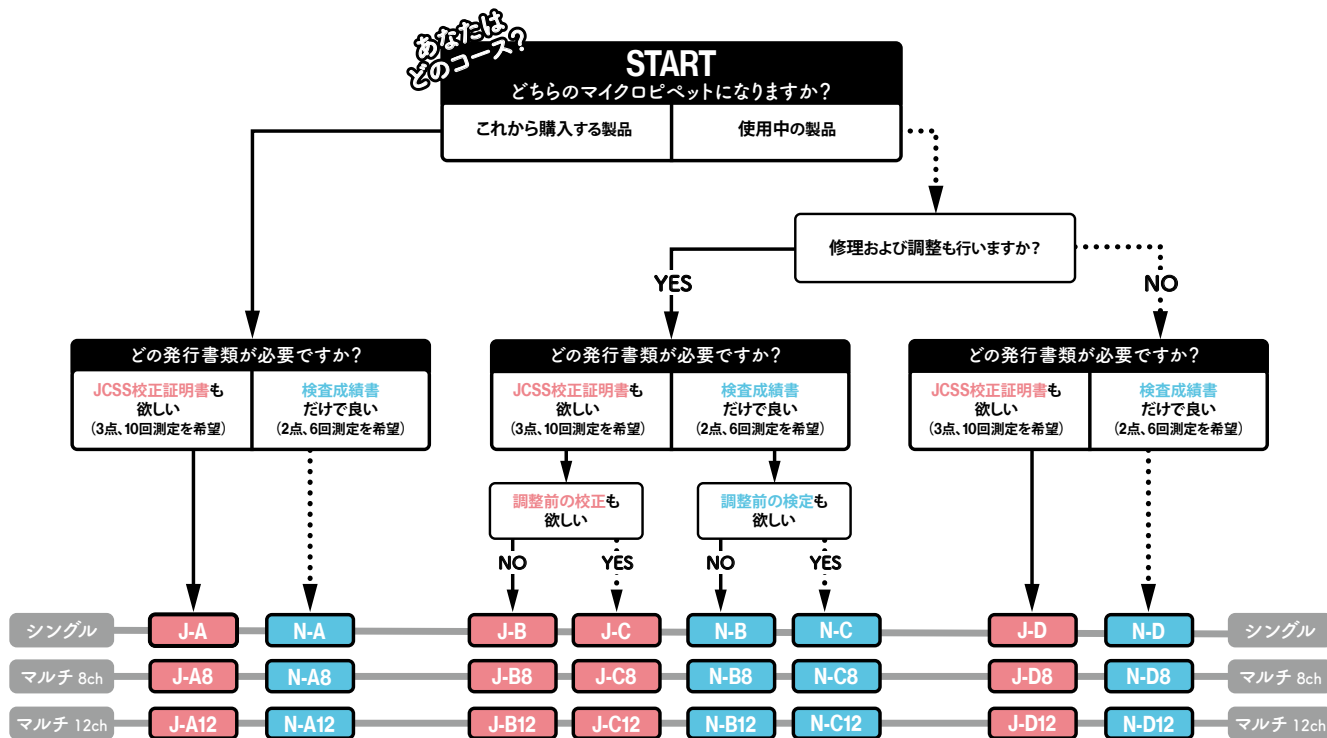 あなたは
どのコース？
START
どちらのマイクロピペットになりますか？
これから購入する製品
使用中の製品
修理および調整も行いますか？
YES
NO
どの発行書類が必要ですか？
JCSS校正証明書も
欲しい
（3点、10回測定を希望）
検査成績書
だけで良い
（2点、6回測定を希望）
どの発行書類が必要ですか？
JCSS校正証明書も
欲しい
（3点、10回測定を希望）
検査成績書
だけで良い
（2点、6回測定を希望）
どの発行書類が必要ですか？
JCSS校正証明書も
欲しい
（3点、10回測定を希望）
検査成績書
だけで良い
（2点、6回測定を希望）
調整前の校正も
欲しい
調整前の検定も
欲しい
NO
YES
NO
YES
シングル J-A N-A J-B J-C N-B N-C J-D N-D シングル
マルチ 8ch J-A8 N-A8 J-B8 J-C8 N-B8 N-C8 J-D8 N-D8 マルチ 8ch
マルチ 12ch J-A12 N-A12 J-B12 J-C12 N-B12 N-C12 J-D12 N-D12 マルチ 12ch